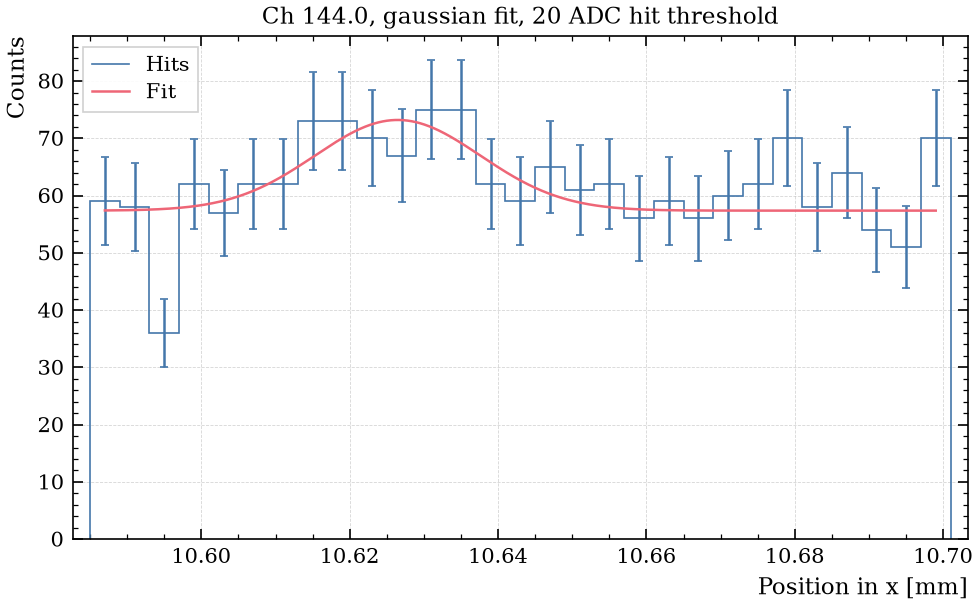 Ch 144.0, gaussian fit, 20 ADC hit threshold
Counts
Hits
Fit
80
70
60
50
40
30
20
10
0
10.60 10.62 10.64 10.66 10.68 10.70
Position in x [mm]